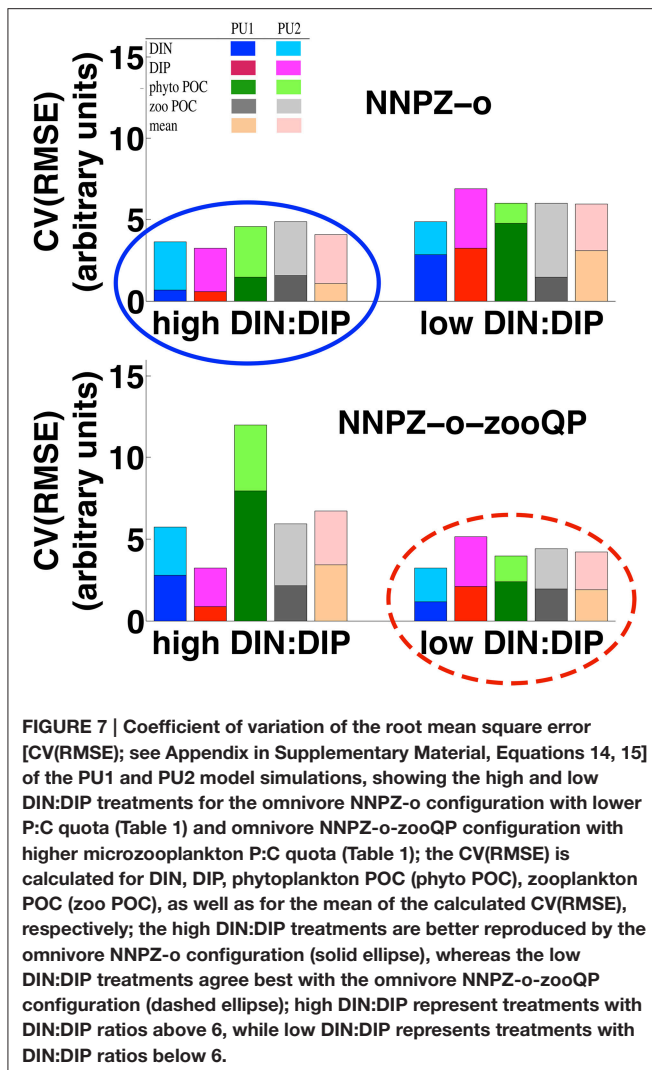 PU1 PU2
DIN
DIP
phyto POC
zoo POC
mean
15
10
5
0
CV(RMSE)
(arbitrary units)
NNPZ–o
high DIN:DIP
low DIN:DIP
15
10
5
0
CV(RMSE)
(arbitrary units)
NNPZ–o–zooQP
high DIN:DIP
low DIN:DIP
FIGURE 7 | Coefficient of variation of the root mean square error
[CV(RMSE); see Appendix in Supplementary Material, Equations 14, 15]
of the PU1 and PU2 model simulations, showing the high and low
DIN:DIP treatments for the omnivore NNPZ-o configuration with lower
P:C quota (Table 1) and omnivore NNPZ-o-zooQP configuration with
higher microzooplankton P:C quota (Table 1); the CV(RMSE) is
calculated for DIN, DIP, phytoplankton POC (phyto POC), zooplankton
POC (zoo POC), as well as for the mean of the calculated CV(RMSE),
respectively; the high DIN:DIP treatments are better reproduced by the
omnivore NNPZ-o configuration (solid ellipse), whereas the low
DIN:DIP treatments agree best with the omnivore NNPZ-o-zooQP
configuration (dashed ellipse); high DIN:DIP represent treatments with
DIN:DIP ratios above 6, while low DIN:DIP represents treatments with
DIN:DIP ratios below 6.